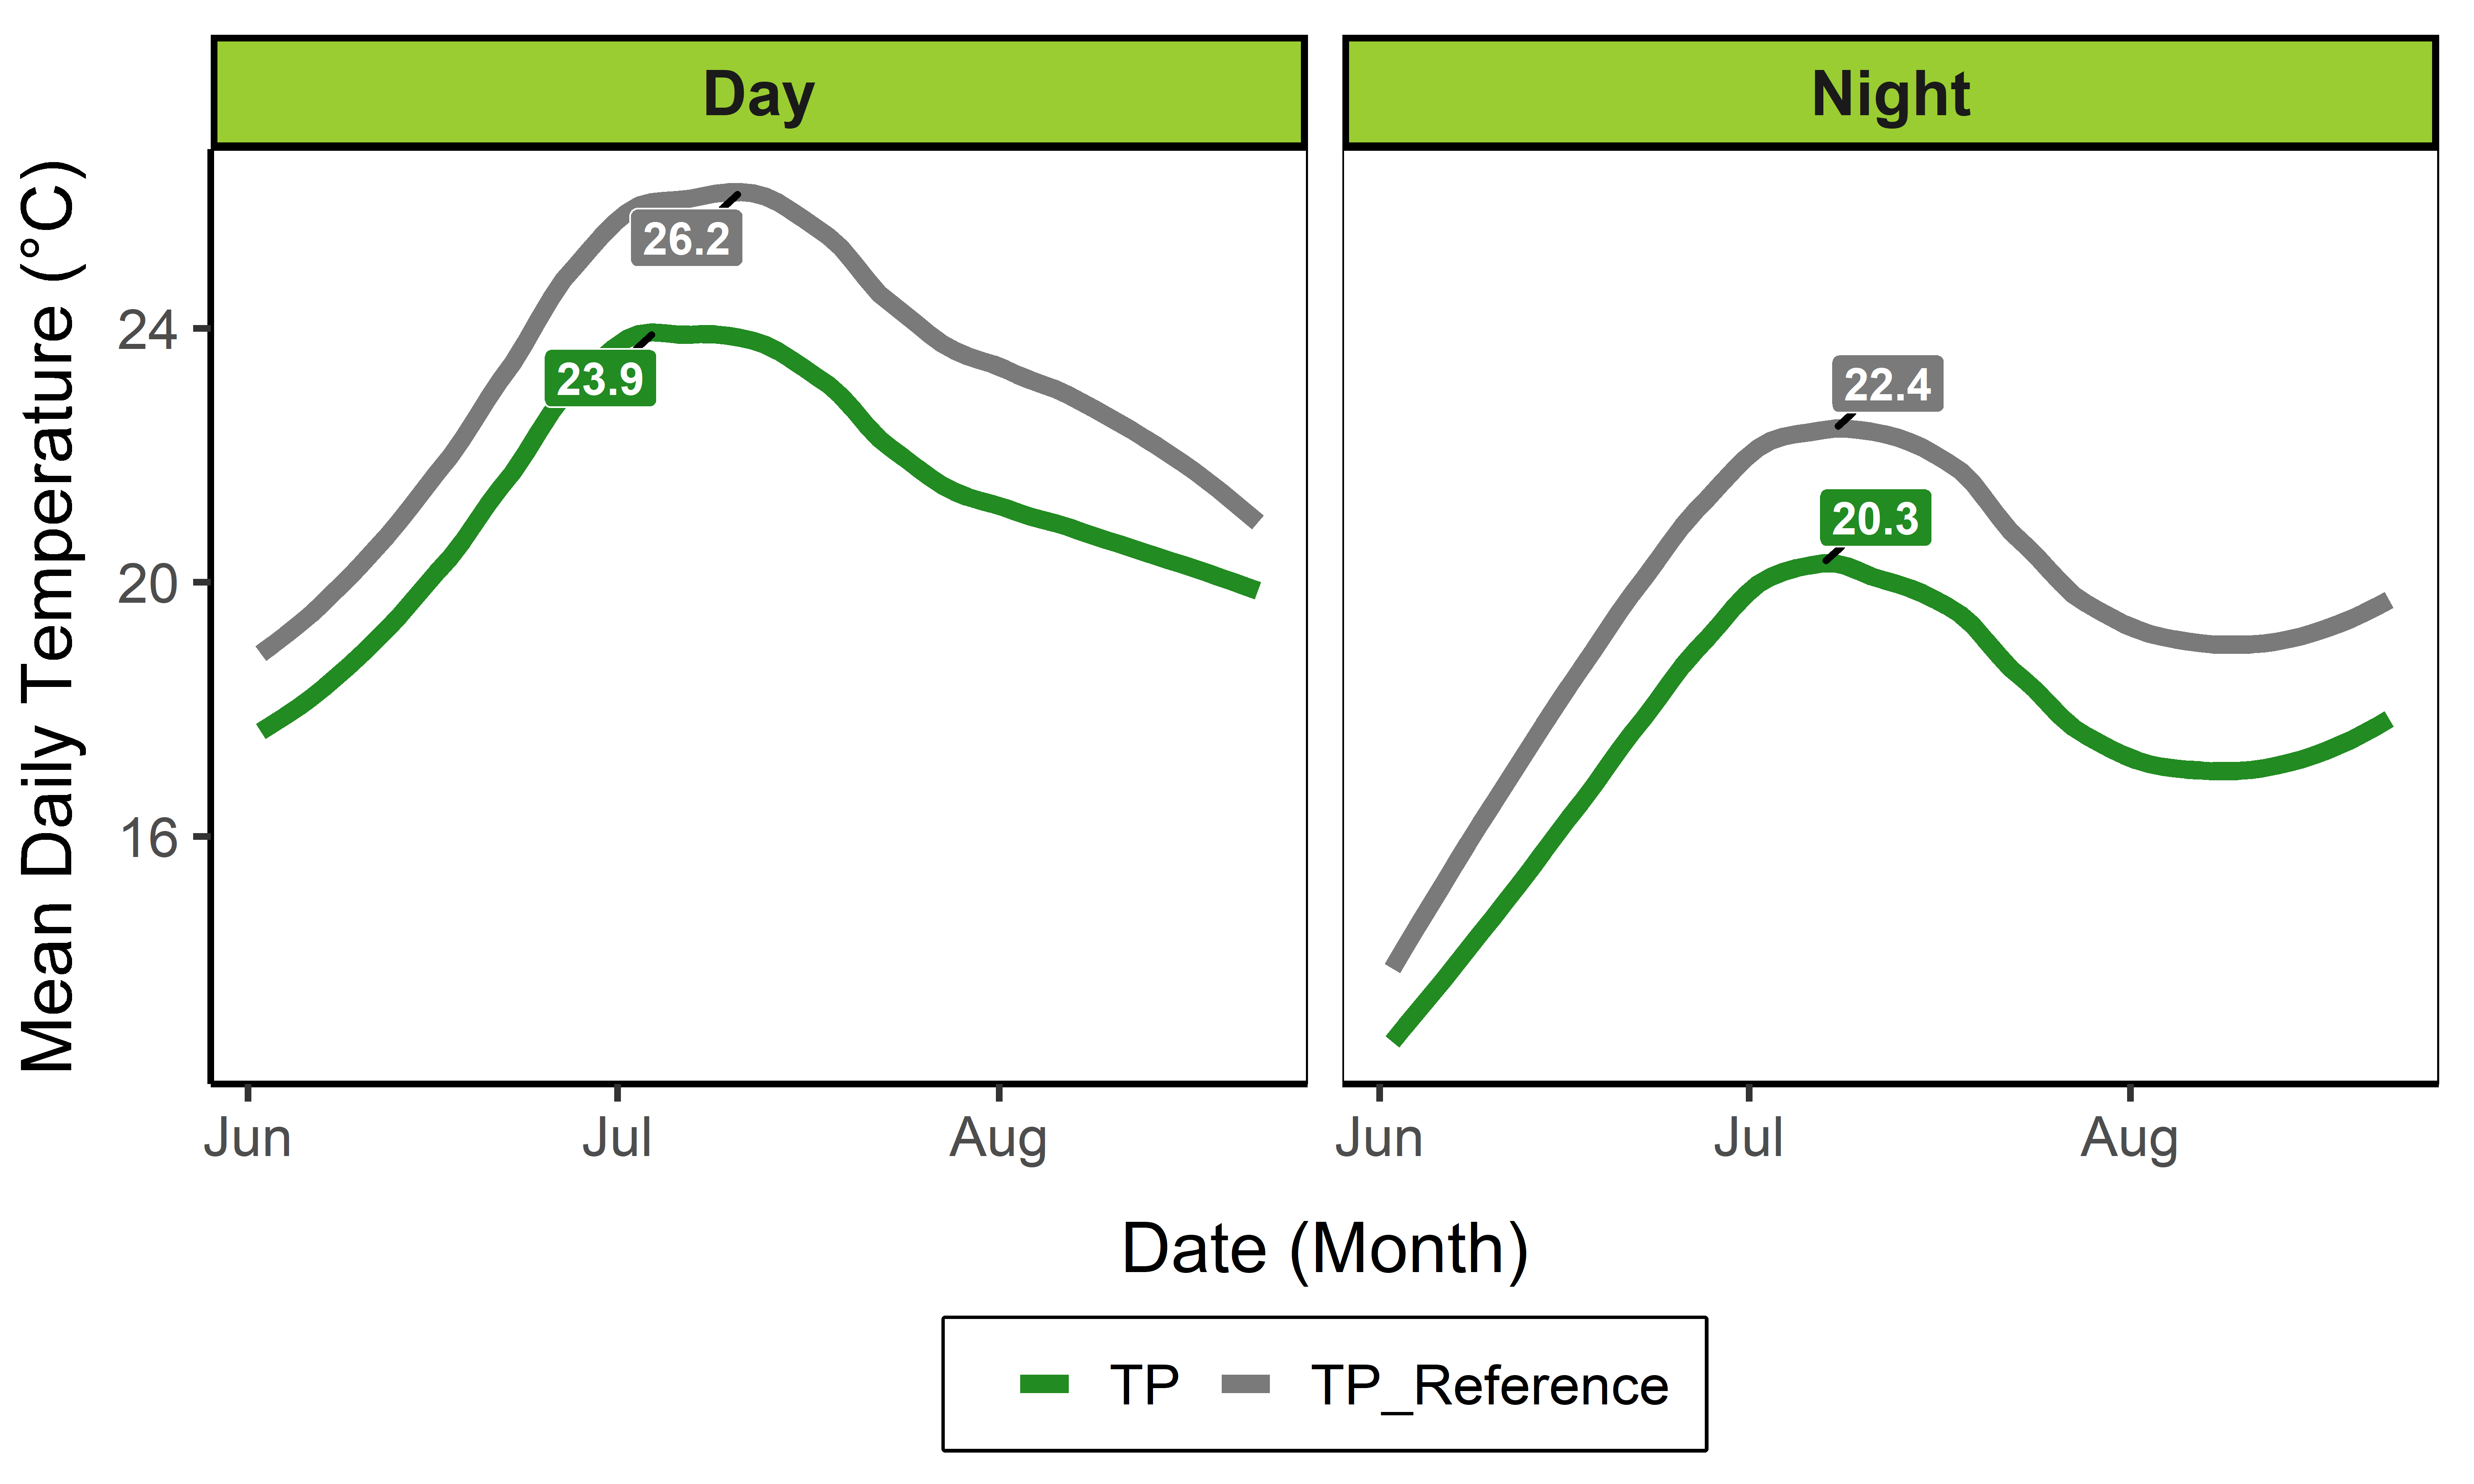 Day
Night
Mean Daily Temperature (°C)
24
20
16
26.2
23.9
22.4
20.3
Jun Jul Aug
Jun Jul Aug
Date (Month)
TP TP_Reference